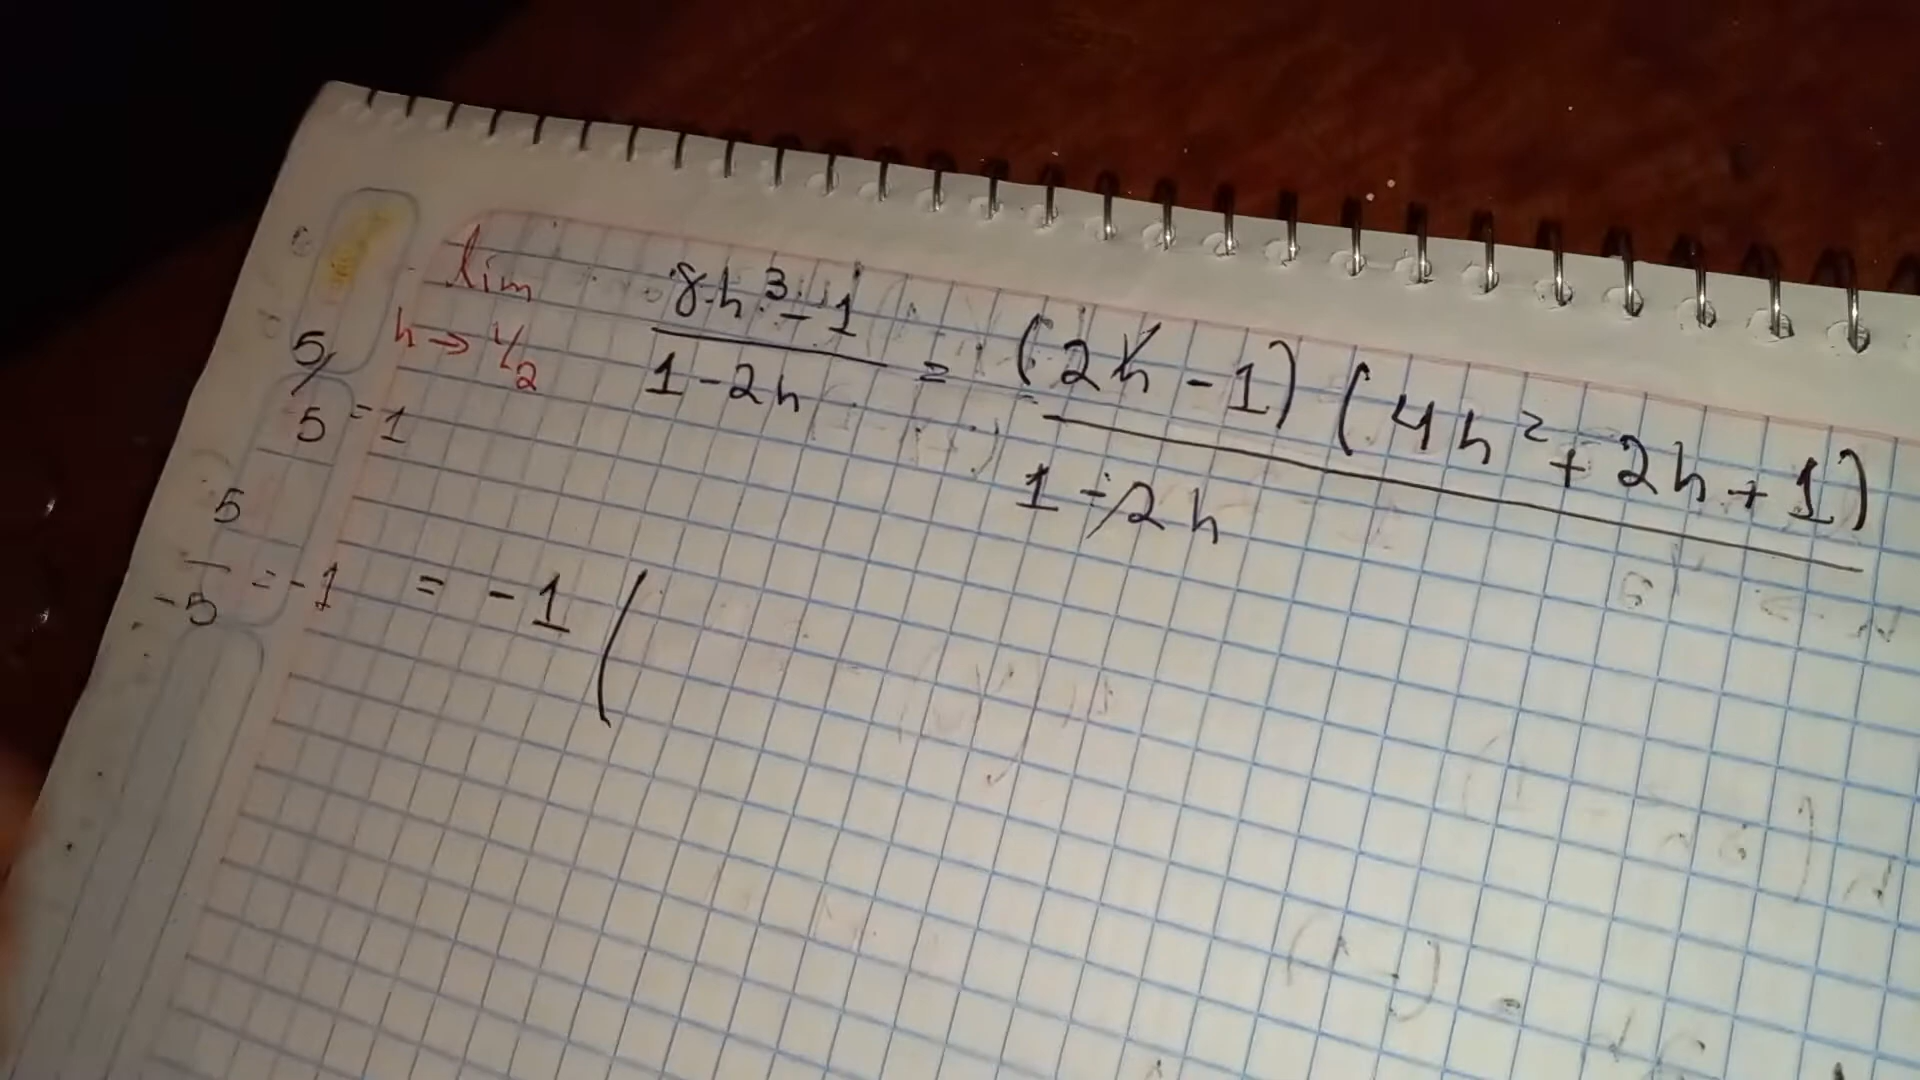 lim 8h³ - 1 = (2h - 1) (4h² + 2h + 1)
h → 1/2 1 - 2h 1 - 2h
5/5 = 1
5/-5 = -1
= -1 (